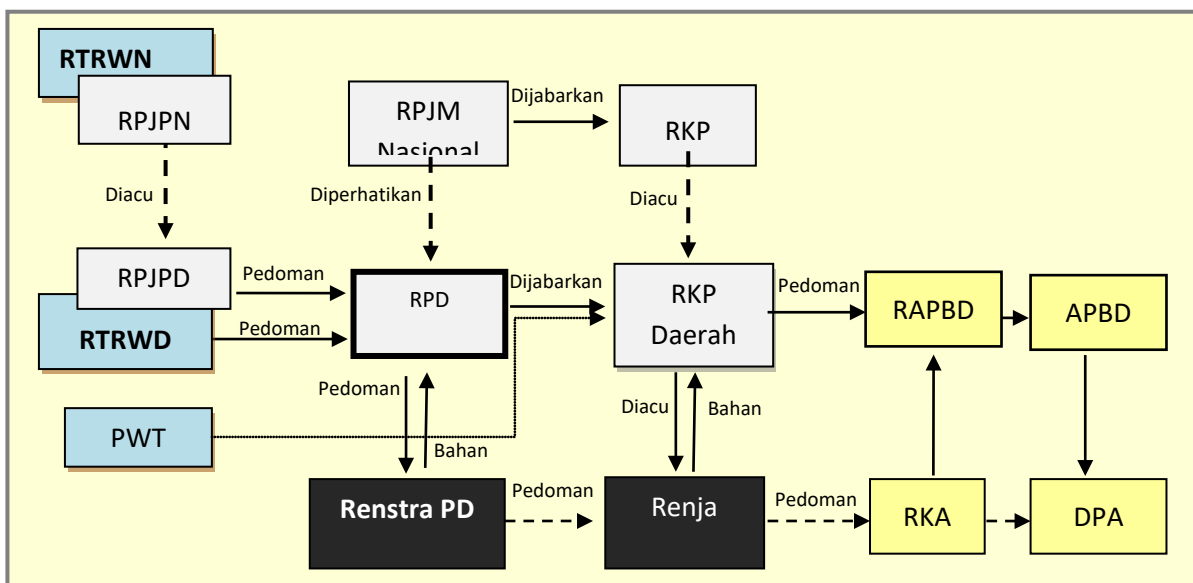 RTRWN
RPJPN
RPJM
Nasional
Dijabarkan
RKP
Diacu
Diperhatikan
Diacu
RPJPD
RTRWD
Pedoman
Pedoman
RPD
Dijabarkan
RKP
Daerah
Pedoman
RAPBD
APBD
Pedoman
Bahan
Diacu
Bahan
PWT
Renstra PD
Pedoman
Renja
Pedoman
RKA
DPA